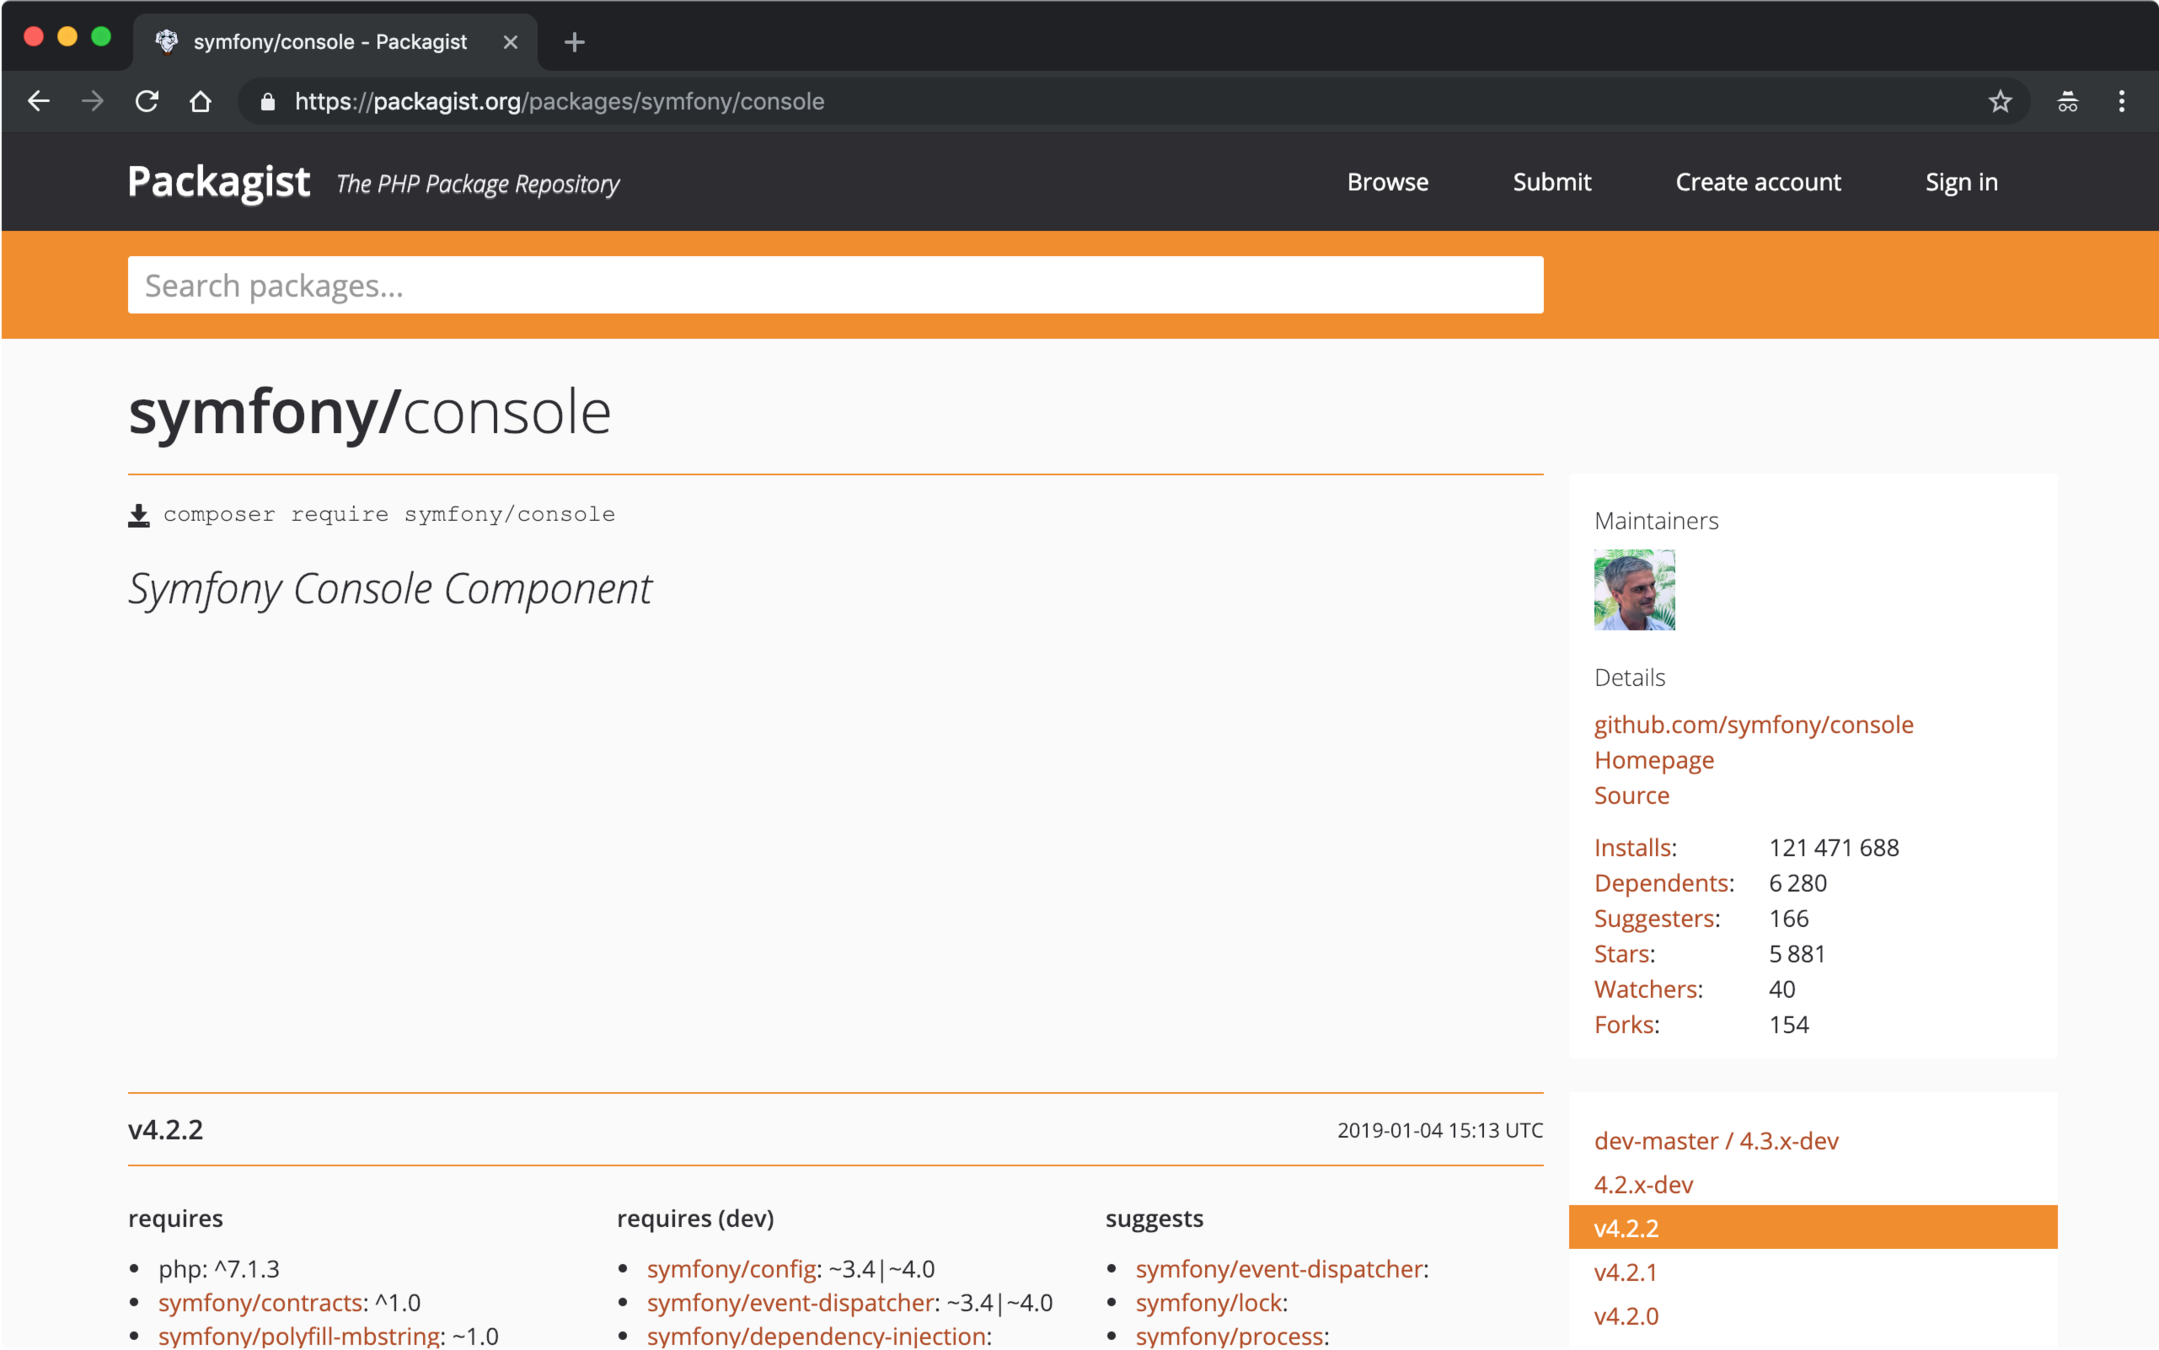 symfony/console - Packagist
https://packagist.org/packages/symfony/console
Packagist The PHP Package Repository Browse Submit Create account Sign in
Search packages...
symfony/console
composer require symfony/console
Symfony Console Component
Maintainers
Details
github.com/symfony/console
Homepage
Source
Installs: 121 471 688
Dependents: 6 280
Suggesters: 166
Stars: 5 881
Watchers: 40
Forks: 154
v4.2.2 2019-01-04 15:13 UTC
requires
php: ^7.1.3
symfony/contracts: ^1.0
symfony/polyfill-mbstring: ~1.0
requires (dev)
symfony/config: ~3.4|~4.0
symfony/event-dispatcher: ~3.4|~4.0
symfony/dependency-injection:
suggests
symfony/event-dispatcher:
symfony/lock:
symfony/process:
dev-master / 4.3.x-dev
4.2.x-dev
v4.2.2
v4.2.1
v4.2.0